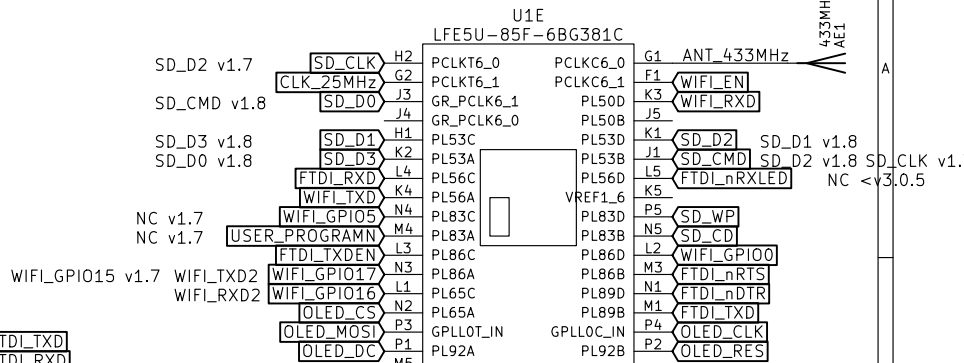 U1E
LFE5U-85F-6BG381C
433MH
AE1
A
SD_D2 v1.7 SD_CLK H2 PCLKT6_0 PCLKC6_0 G1 ANT_433MHz
CLK_25MHz G2 PCLKT6_1 PCLKC6_1 F1 WIFI_EN
SD_CMD v1.8 SD_D0 J3 GR_PCLK6_1 PL50D K3 WIFI_RXD
J4 GR_PCLK6_0 PL50B J5
SD_D3 v1.8 SD_D1 H1 PL53C PL53D K1 SD_D2 SD_D1 v1.8
SD_D0 v1.8 SD_D3 K2 PL53A PL53B J1 SD_CMD SD_D2 v1.8 SD_CLK v1.
FTDI_RXD L4 PL56C PL56D L5 FTDI_nRXLED NC <v3.0.5
WIFI_TXD K4 PL56A VREF1_6 K5
NC v1.7 WIFI_GPIO5 N4 PL83C PL83D P5 SD_WP
NC v1.7 USER_PROGRAMN M4 PL83A PL83B N5 SD_CD
FTDI_TXDEN L3 PL86C PL86D L2 WIFI_GPIO0
WIFI_GPIO15 v1.7 WIFI_TXD2 WIFI_GPIO17 N3 PL86A PL86B M3 FTDI_nRTS
WIFI_RXD2 WIFI_GPIO16 L1 PL65C PL89D N1 FTDI_nDTR
OLED_CS N2 PL65A PL89B M1 FTDI_TXD
OLED_MOSI P3 GPLL0T_IN GPLL0C_IN P4 OLED_CLK
OLED_DC P1 PL92A PL92B P2 OLED_RES
TDI_TXD
TDI_RXD
M5